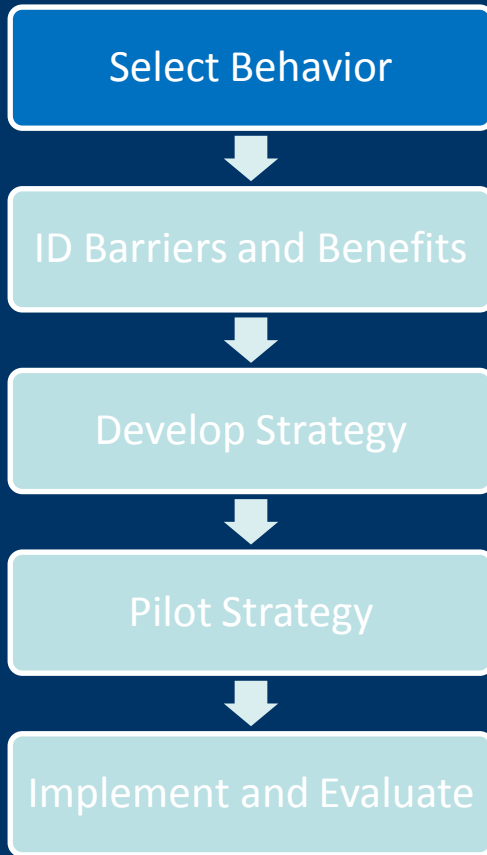 Select Behavior
ID Barriers and Benefits
Develop Strategy
Pilot Strategy
Implement and Evaluate